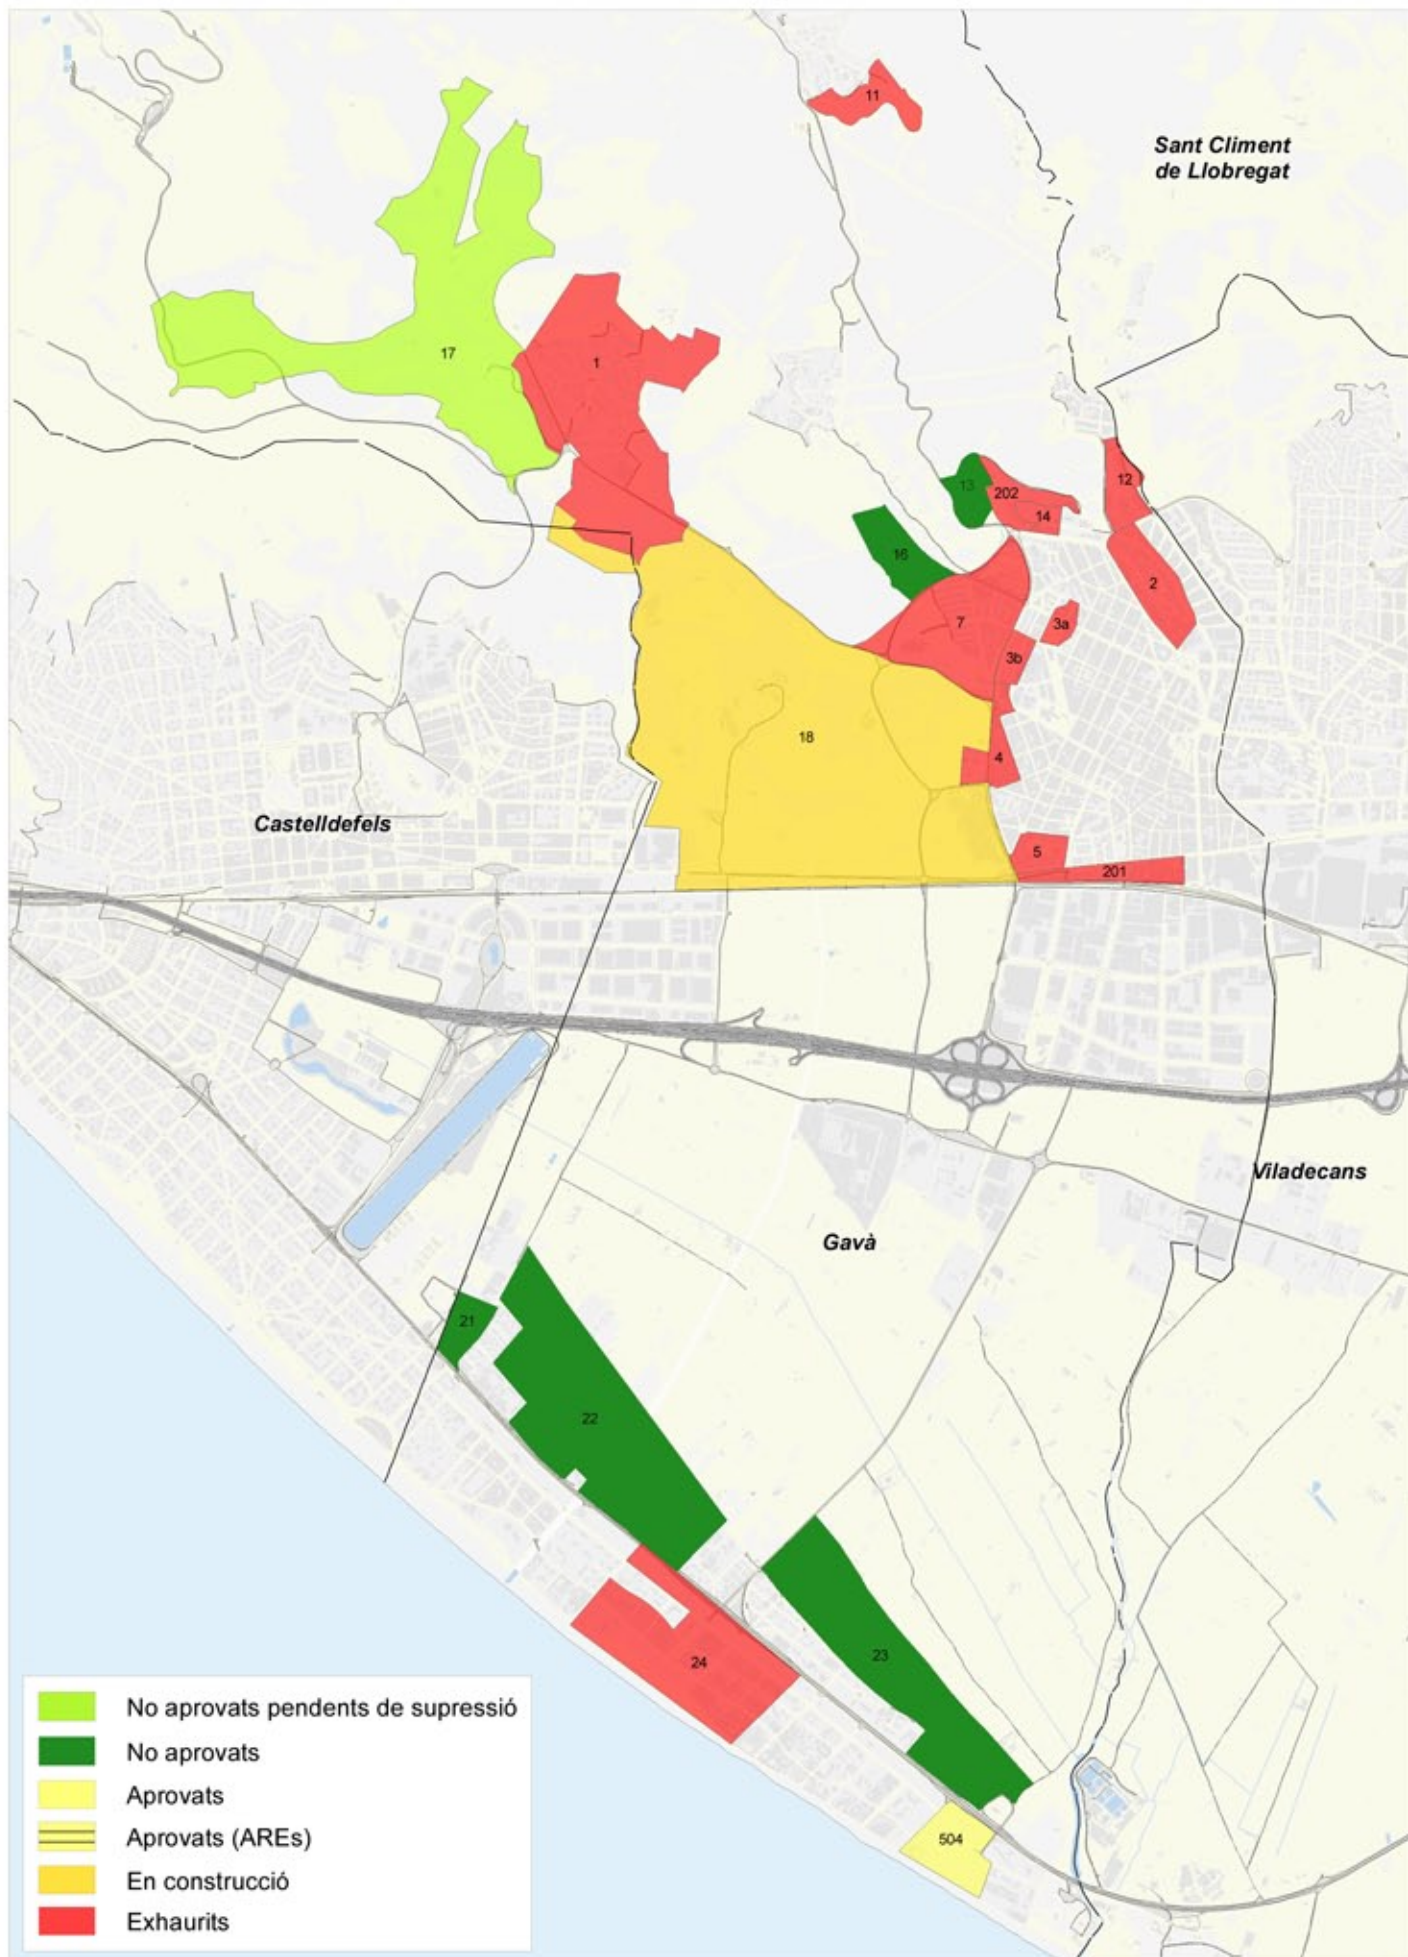 11
Sant Climent
de Llobregat
17
1
13
202
12
14
16
2
7
3a
3b
18
4
Castelldefels
5
201
Viladecans
Gavà
21
22
23
24
504
No aprovats pendents de supressió
No aprovats
Aprovats
Aprovats (AREs)
En construcció
Exhaurits